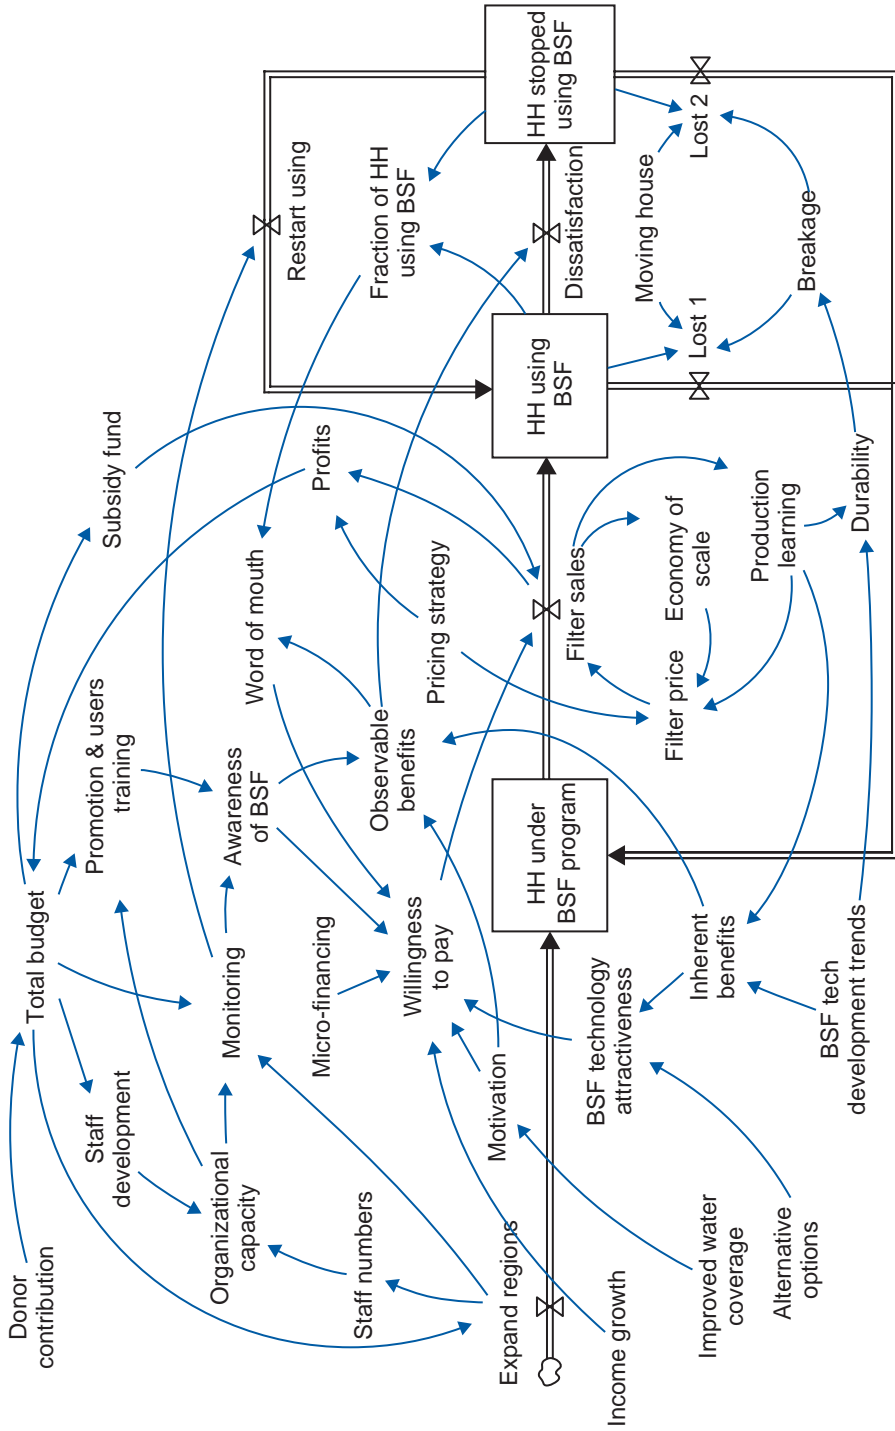 Donor
contribution
Total budget
Subsidy fund
Staff
development
Promotion & users
training
Organizational
capacity
Monitoring
Awareness
of BSF
Word of mouth
Profits
Restart using
Staff numbers
Micro-financing
Willingness
to pay
Observable
benefits
Pricing strategy
Fraction of HH
using BSF
Expand regions
Motivation
HH under
BSF program
Filter sales
HH using
BSF
Dissatisfaction
HH stopped
using BSF
Income growth
BSF technology
attractiveness
Filter price
Economy of
scale
Moving house
Lost 1
Lost 2
Improved water
coverage
Inherent
benefits
Production
learning
Breakage
Alternative
options
BSF tech
development trends
Durability